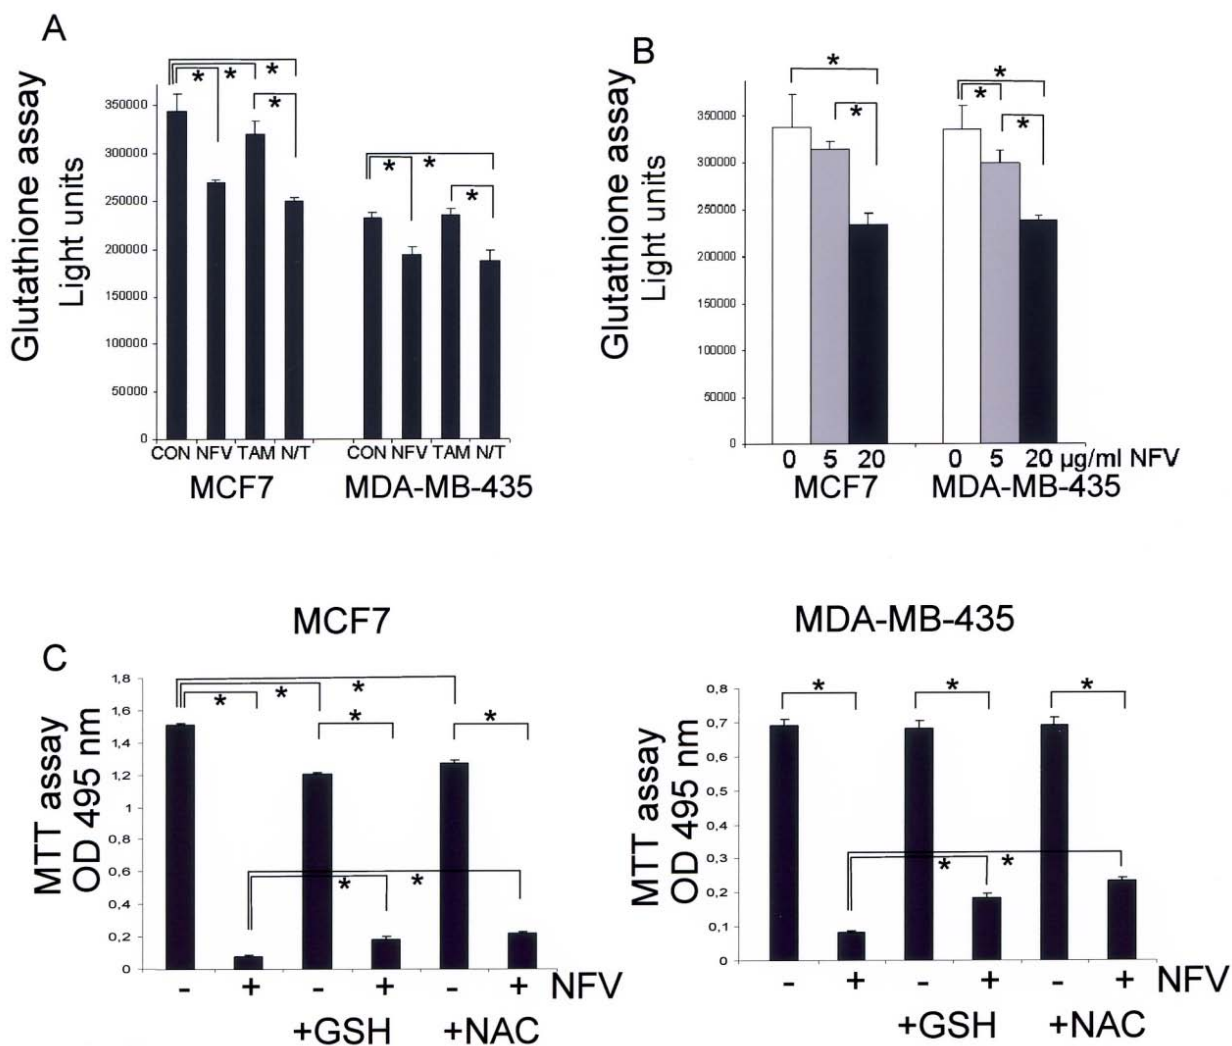 A
Glutathione assay
Light units
350000
300000
250000
200000
150000
100000
50000
0
* * *
*
* *
*
CON NFV TAM N/T
CON NFV TAM N/T
MCF7
MDA-MB-435
B
Glutathione assay
Light units
350000
300000
250000
200000
150000
100000
50000
0
*
*
*
*
*
0 5 20
0 5 20 µg/ml NFV
MCF7
MDA-MB-435
C
MCF7
MTT assay
OD 495 nm
1,8
1,6
1,4
1,2
1
0,8
0,6
0,4
0,2
0
* * *
* *
* *
- + - + - + NFV
+GSH +NAC
MDA-MB-435
MTT assay
OD 495 nm
0,8
0,7
0,6
0,5
0,4
0,3
0,2
0,1
0
* * *
* *
- + - + - + NFV
+GSH +NAC